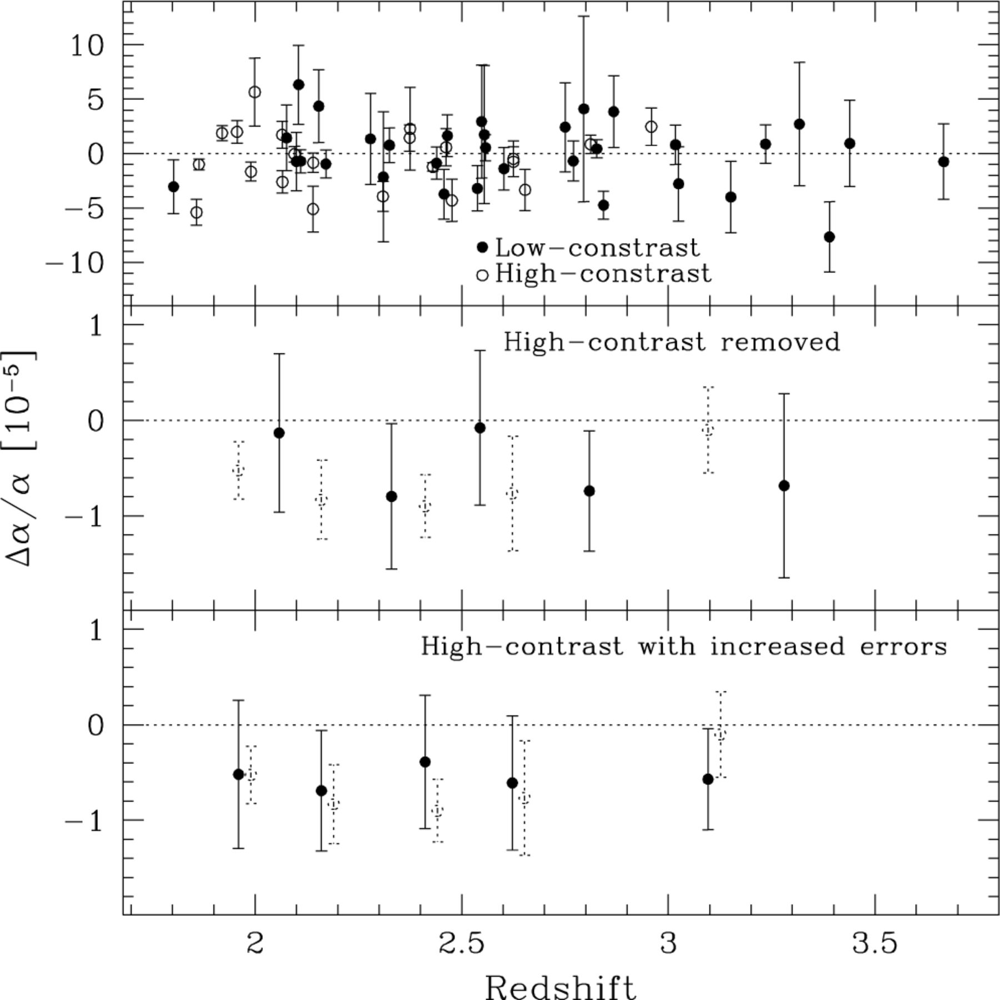 10
5
0
−5
−10
Low−constrast
High−constrast
Δα/α [10⁻⁵]
1
0
−1
High−contrast removed
1
0
−1
High−contrast with increased errors
2 2.5 3 3.5
Redshift